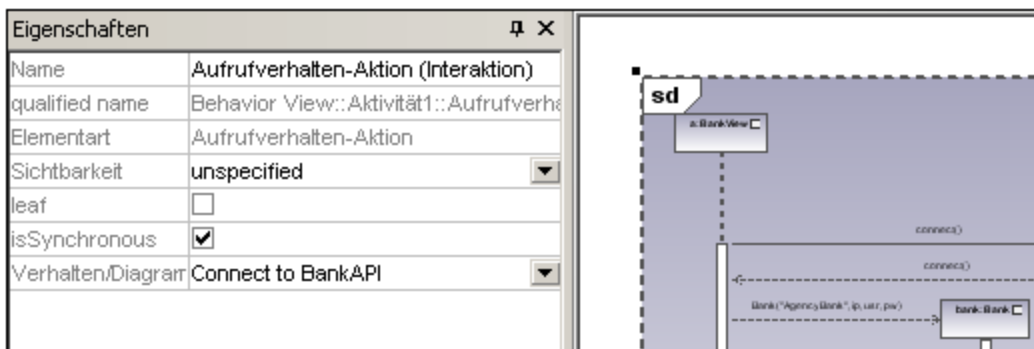 Eigenschaften
Name Aufrufverhalten-Aktion (Interaktion)
qualified name Behavior View::Aktivität1::Aufrufverha
Elementart Aufrufverhalten-Aktion
Sichtbarkeit unspecified
leaf
isSynchronous
Verhalten/Diagram Connect to BankAPI
sd
a:BankView
connect()
connect()
Bank("AgencyBank", ip, usr, pw)
bank:Bank